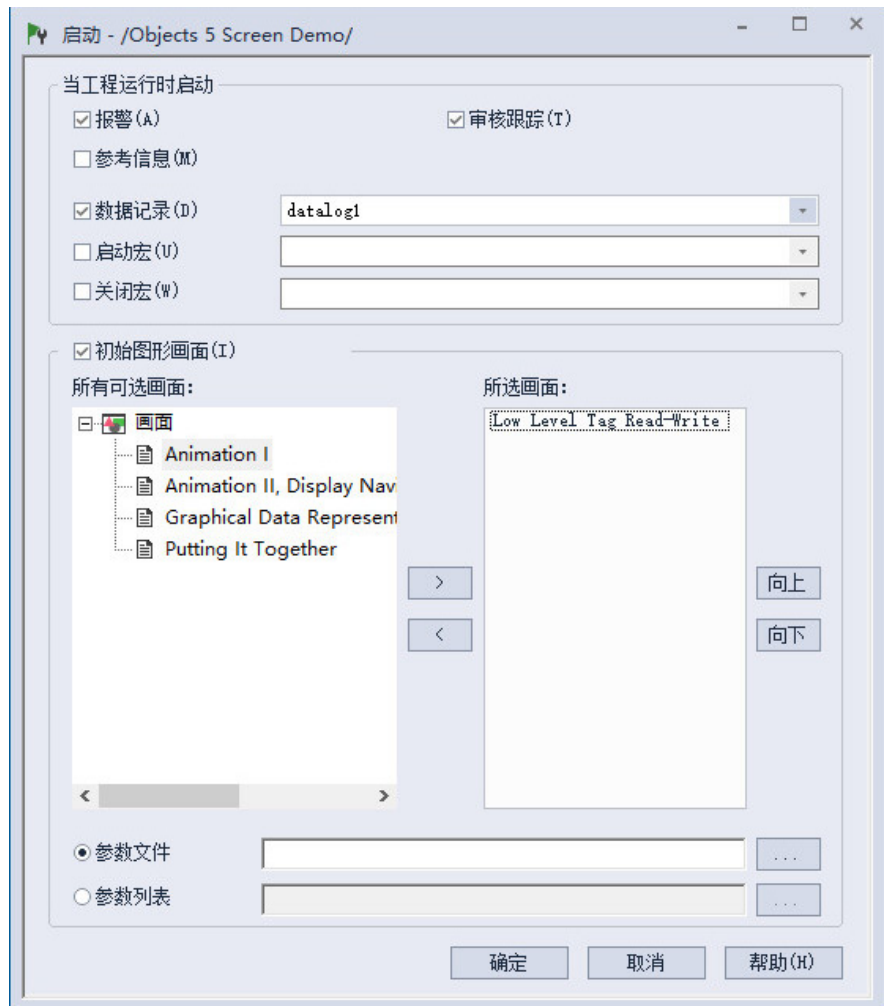 启动 - /Objects 5 Screen Demo/
当工程运行时启动
报警(A) 审核跟踪(T)
参考信息(M)
数据记录(D) datalog1
启动宏(U)
关闭宏(W)
初始图形画面(I)
所有可选画面: 所选画面:
画面 Low Level Tag Read-Write
Animation I
Animation II, Display Nav
Graphical Data Represent
Putting It Together
> 向上
< 向下
参数文件 ...
参数列表 ...
确定 取消 帮助(H)